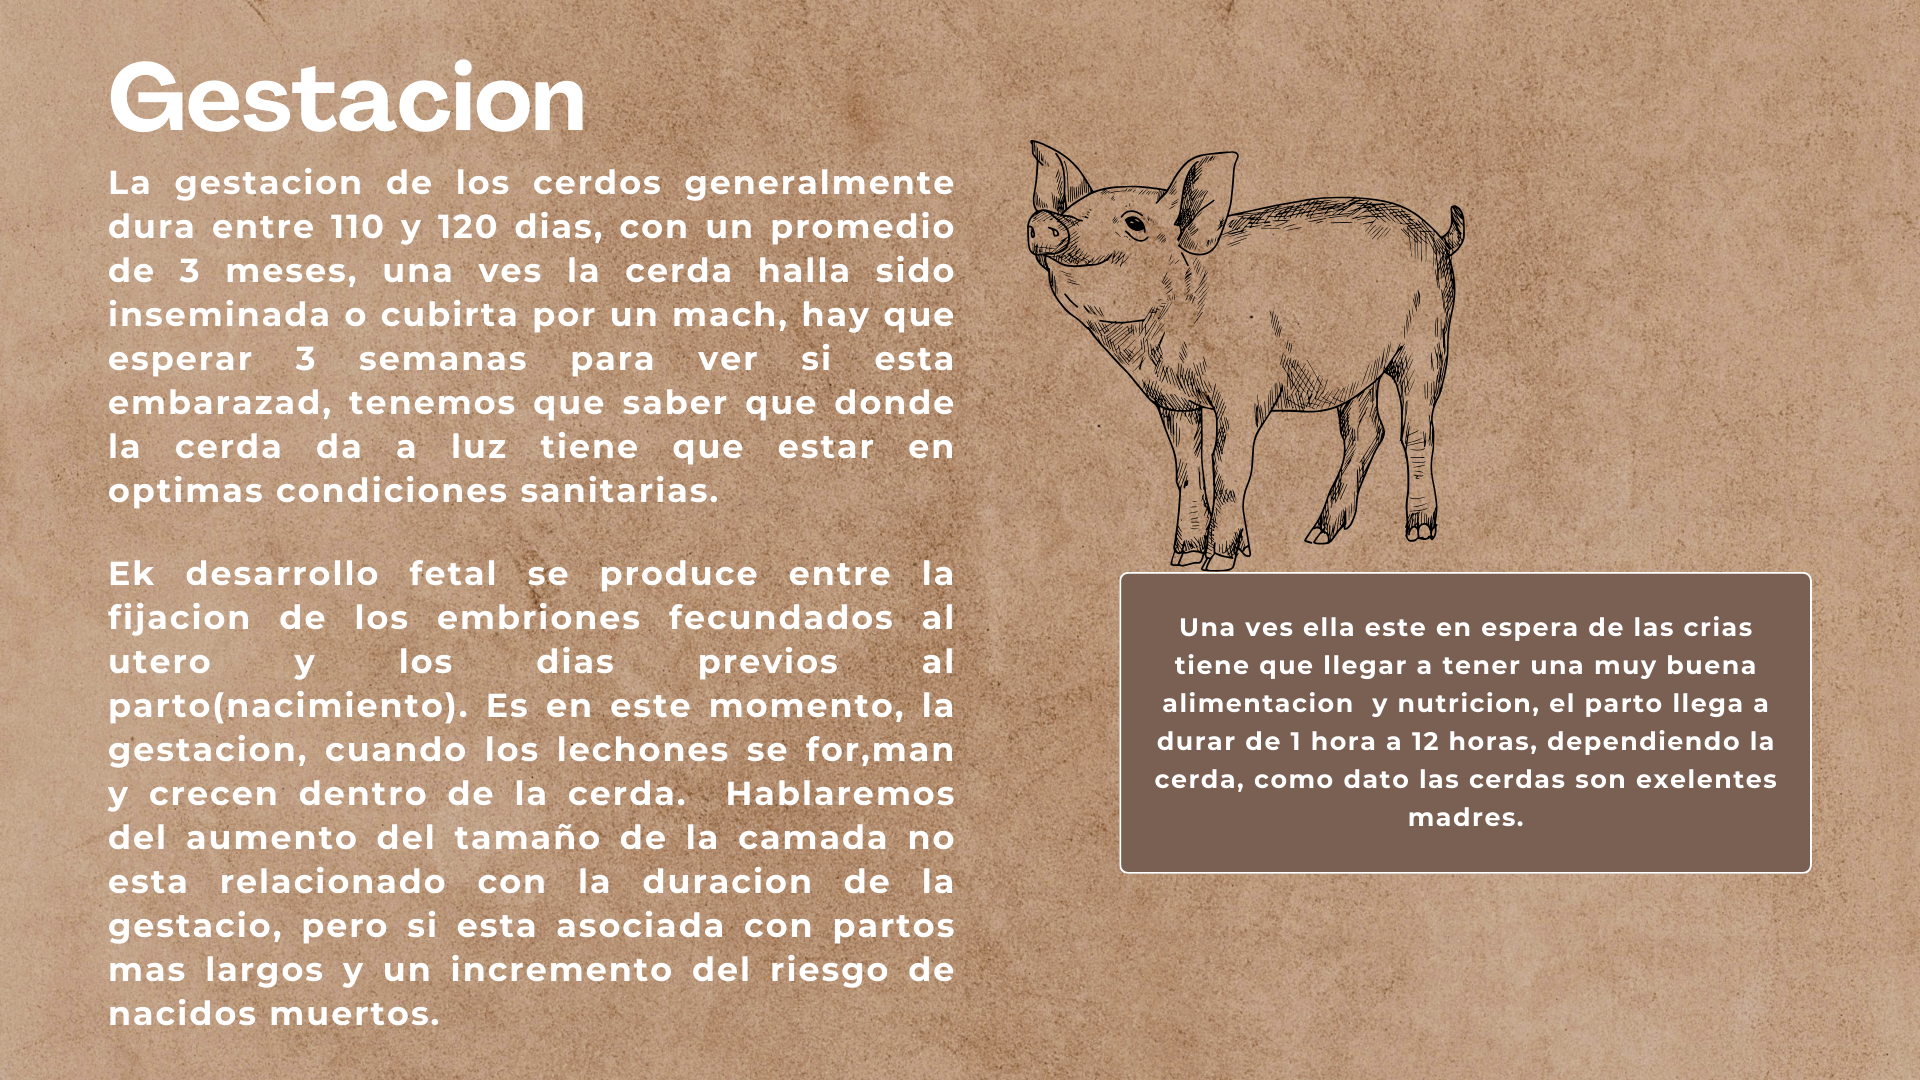 Gestacion
La gestacion de los cerdos generalmente
dura entre 110 y 120 dias, con un promedio
de 3 meses, una ves la cerda halla sido
inseminada o cubirta por un mach, hay que
esperar 3 semanas para ver si esta
embarazad, tenemos que saber que donde
la cerda da a luz tiene que estar en
optimas condiciones sanitarias.
Ek desarrollo fetal se produce entre la
fijacion de los embriones fecundados al
utero y los dias previos al
parto(nacimiento). Es en este momento, la
gestacion, cuando los lechones se for,man
y crecen dentro de la cerda.  Hablaremos
del aumento del tamaño de la camada no
esta relacionado con la duracion de la
gestacio, pero si esta asociada con partos
mas largos y un incremento del riesgo de
nacidos muertos.
Una ves ella este en espera de las crias
tiene que llegar a tener una muy buena
alimentacion  y nutricion, el parto llega a
durar de 1 hora a 12 horas, dependiendo la
cerda, como dato las cerdas son exelentes
madres.